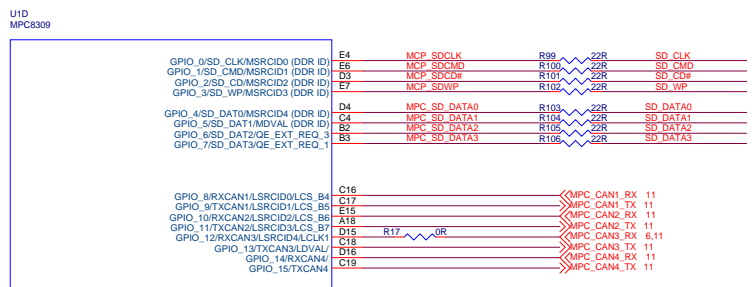 U1D
MPC8309
GPIO_0/SD_CLK/MSRCID0 (DDR ID) E4 MCP_SDCLK R99 22R SD_CLK
GPIO_1/SD_CMD/MSRCID1 (DDR ID) E6 MCP_SDCMD R100 22R SD_CMD
GPIO_2/SD_CD/MSRCID2 (DDR ID) D3 MCP_SDCD# R101 22R SD_CD#
GPIO_3/SD_WP/MSRCID3 (DDR ID) E7 MCP_SDWP R102 22R SD_WP
GPIO_4/SD_DAT0/MSRCID4 (DDR ID) D4 MPC_SD_DATA0 R103 22R SD_DATA0
GPIO_5/SD_DAT1/MDVAL (DDR ID) C4 MPC_SD_DATA1 R104 22R SD_DATA1
GPIO_6/SD_DAT2/QE_EXT_REQ_3 B2 MPC_SD_DATA2 R105 22R SD_DATA2
GPIO_7/SD_DAT3/QE_EXT_REQ_1 B3 MPC_SD_DATA3 R106 22R SD_DATA3
GPIO_8/RXCAN1/LSRCID0/LCS_B4 C16 MPC_CAN1_RX 11
GPIO_9/TXCAN1/LSRCID1/LCS_B5 C17 MPC_CAN1_TX 11
GPIO_10/RXCAN2/LSRCID2/LCS_B6 E15 MPC_CAN2_RX 11
GPIO_11/TXCAN2/LSRCID3/LCS_B7 A18 MPC_CAN2_TX 11
GPIO_12/RXCAN3/LSRCID4/LCLK1 D15 R17 0R MPC_CAN3_RX 6,11
GPIO_13/TXCAN3/LDVAL/ C18 MPC_CAN3_TX 11
GPIO_14/RXCAN4/ D16 MPC_CAN4_RX 11
GPIO_15/TXCAN4 C19 MPC_CAN4_TX 11